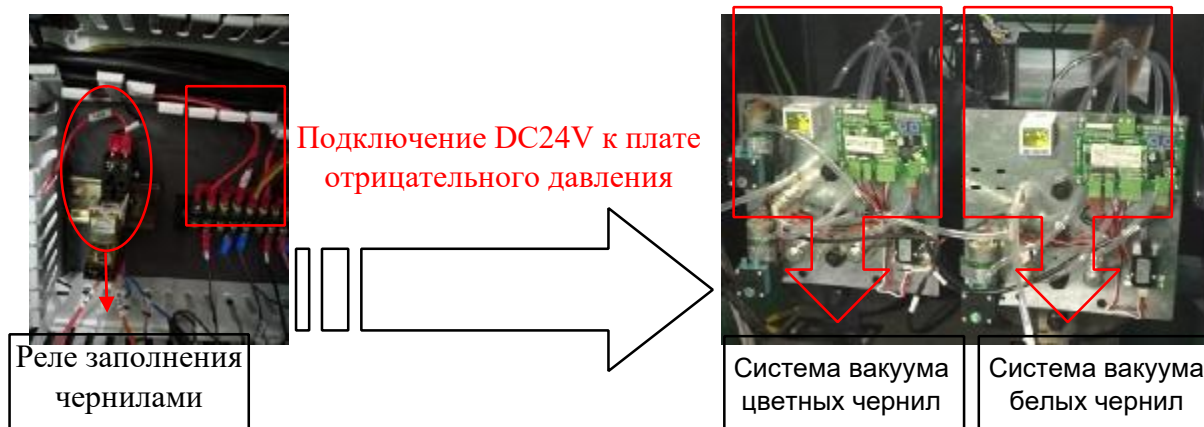 Подключение DC24V к плате
отрицательного давления
Реле заполнения
чернилами
Система вакуума
цветных чернил
Система вакуума
белых чернил